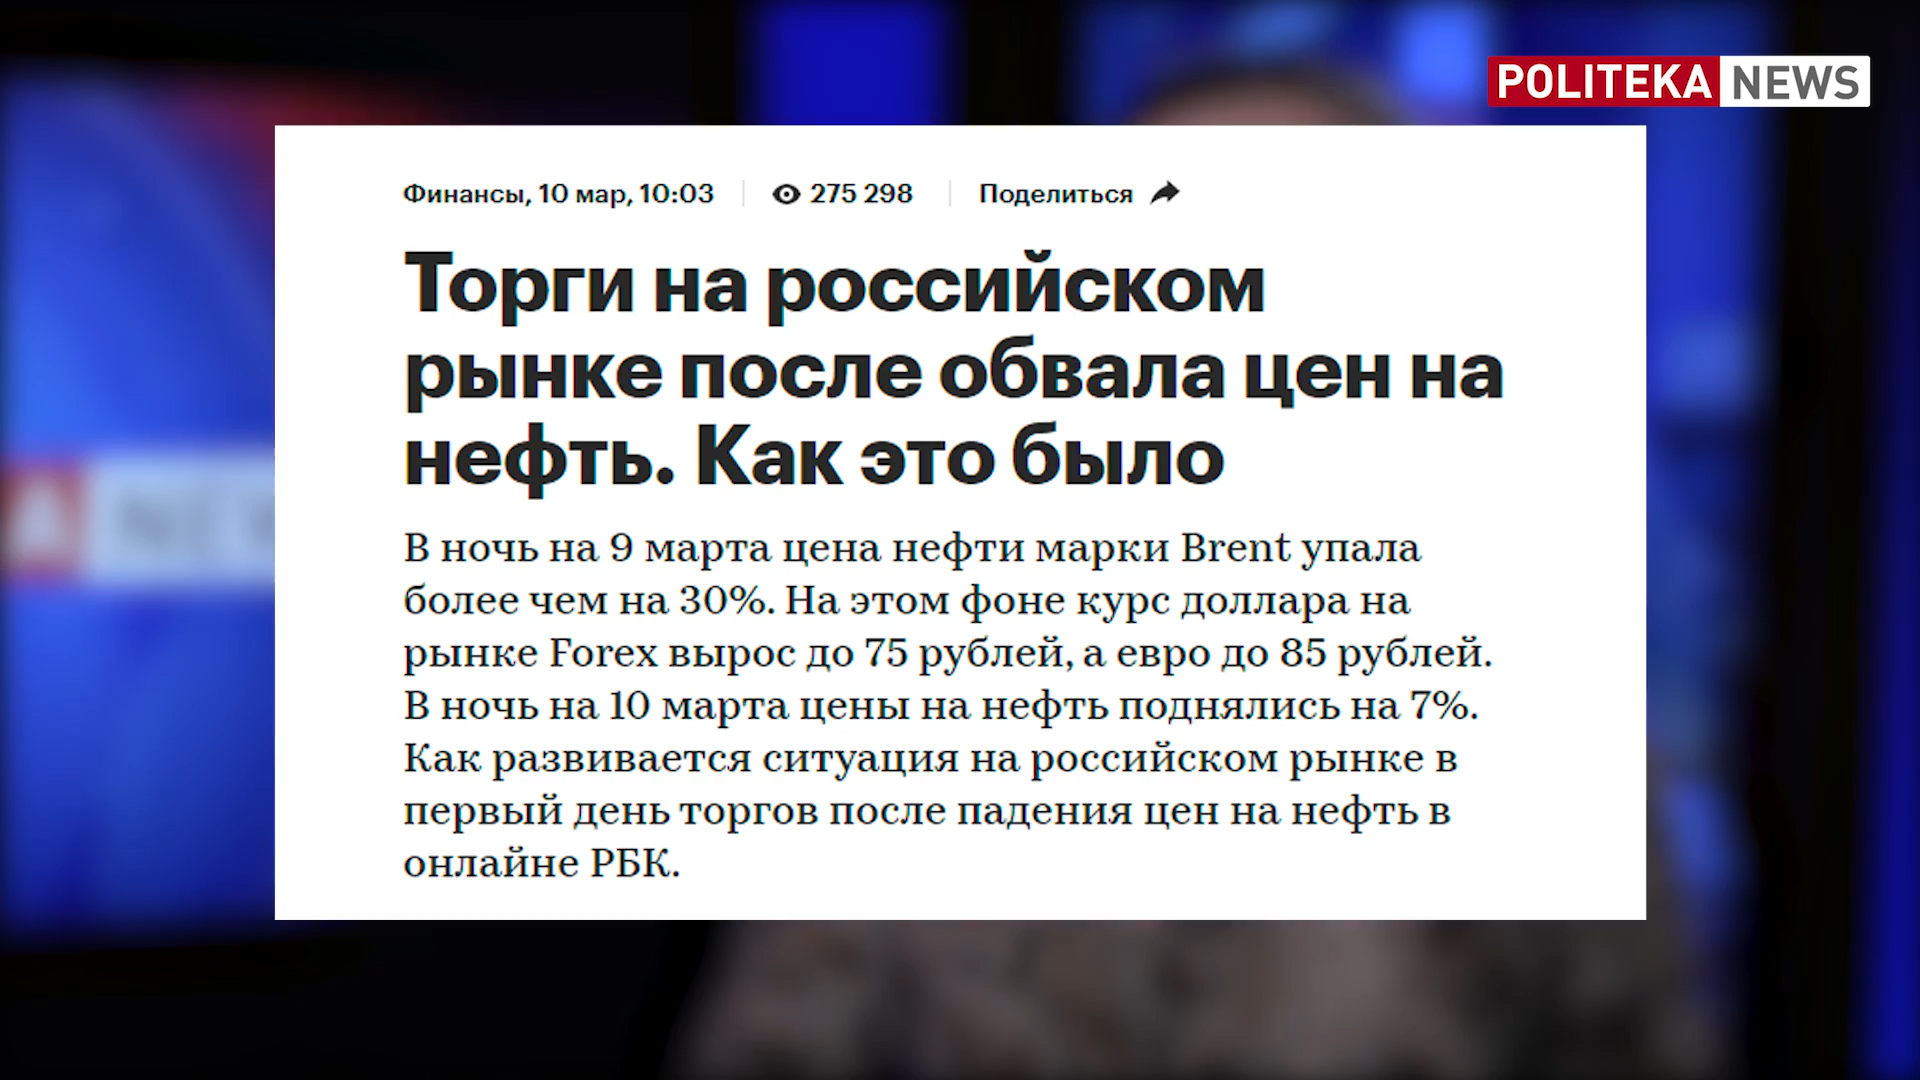 POLITEKA NEWS
Финансы, 10 мар, 10:03 275 298 Поделиться
Торги на российском
рынке после обвала цен на
нефть. Как это было
В ночь на 9 марта цена нефти марки Brent упала
более чем на 30%. На этом фоне курс доллара на
рынке Forex вырос до 75 рублей, а евро до 85 рублей.
В ночь на 10 марта цены на нефть поднялись на 7%.
Как развивается ситуация на российском рынке в
первый день торгов после падения цен на нефть в
онлайне РБК.